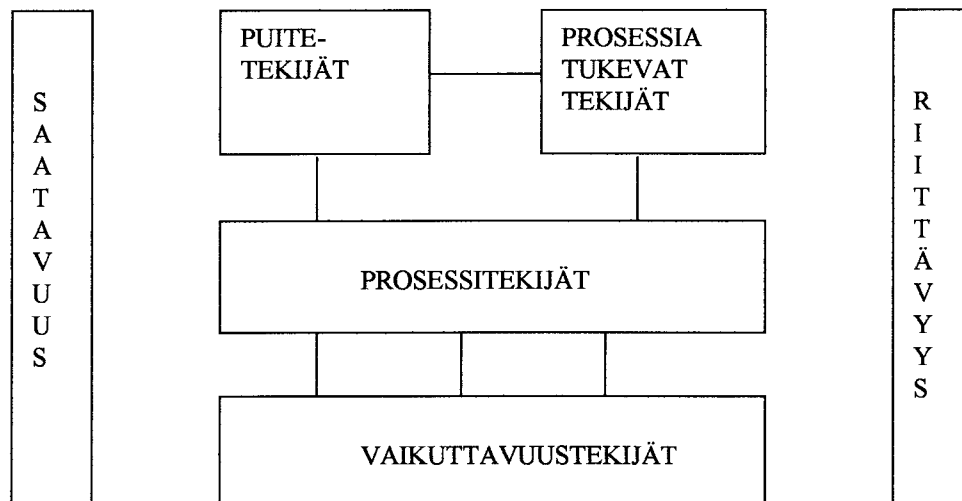 SAATAVUUS
PUITE-
TEKIJÄT
PROSESSIA
TUKEVAT
TEKIJÄT
PROSESSITEKIJÄT
VAIKUTTAVUUSTEKIJÄT
RIITTÄVYYS